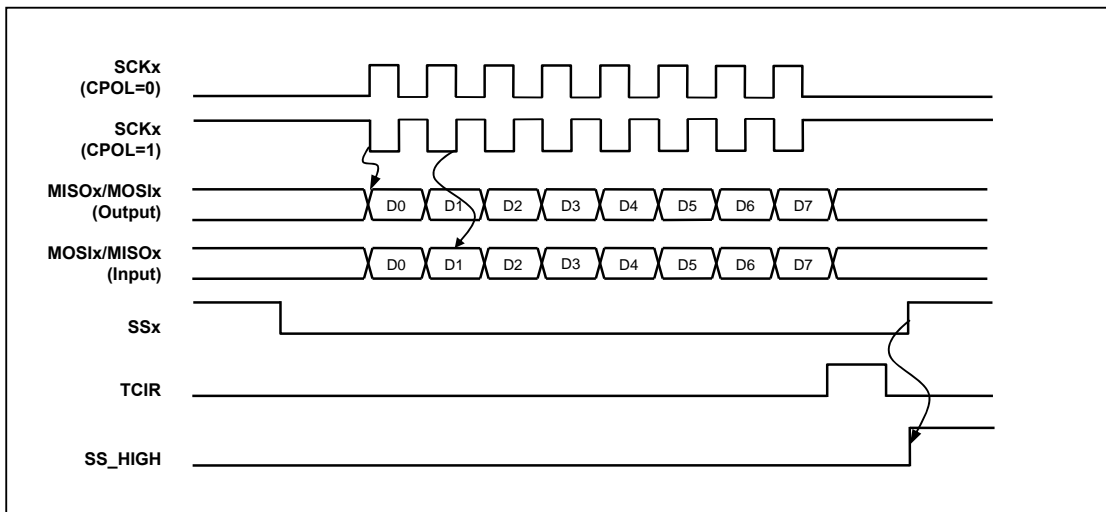 SCKx
(CPOL=0)
SCKx
(CPOL=1)
MISOx/MOSIx
(Output)
D0 D1 D2 D3 D4 D5 D6 D7
MOSIx/MISOx
(Input)
D0 D1 D2 D3 D4 D5 D6 D7
SSx
TCIR
SS_HIGH